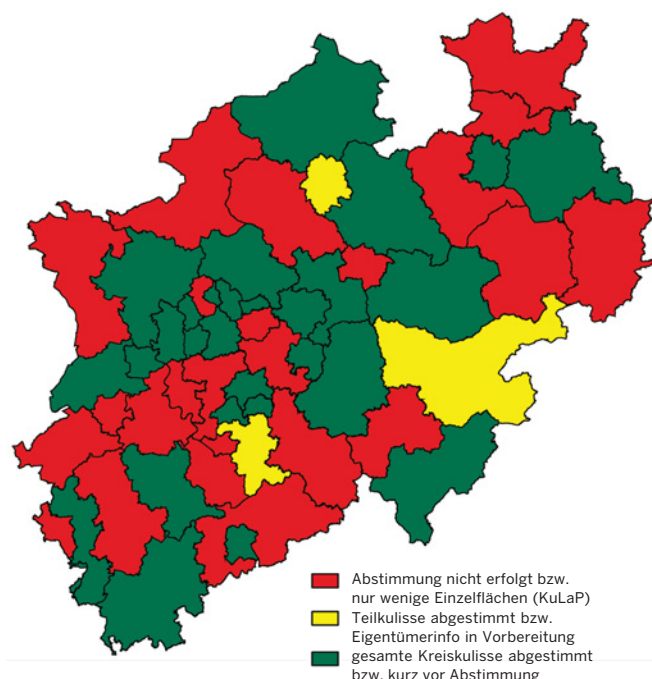 Abstimmung nicht erfolgt bzw.
nur wenige Einzelflächen (KuLaP)
Teilkulisse abgestimmt bzw.
Eigentümerinfo in Vorbereitung
gesamte Kreiskulisse abgestimmt
bzw. kurz vor Abstimmung